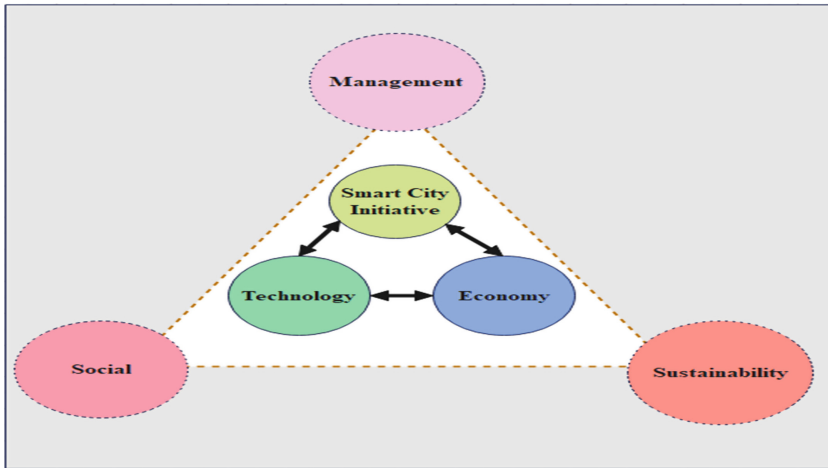 Management
Smart City
Initiative
Technology
Economy
Social
Sustainability